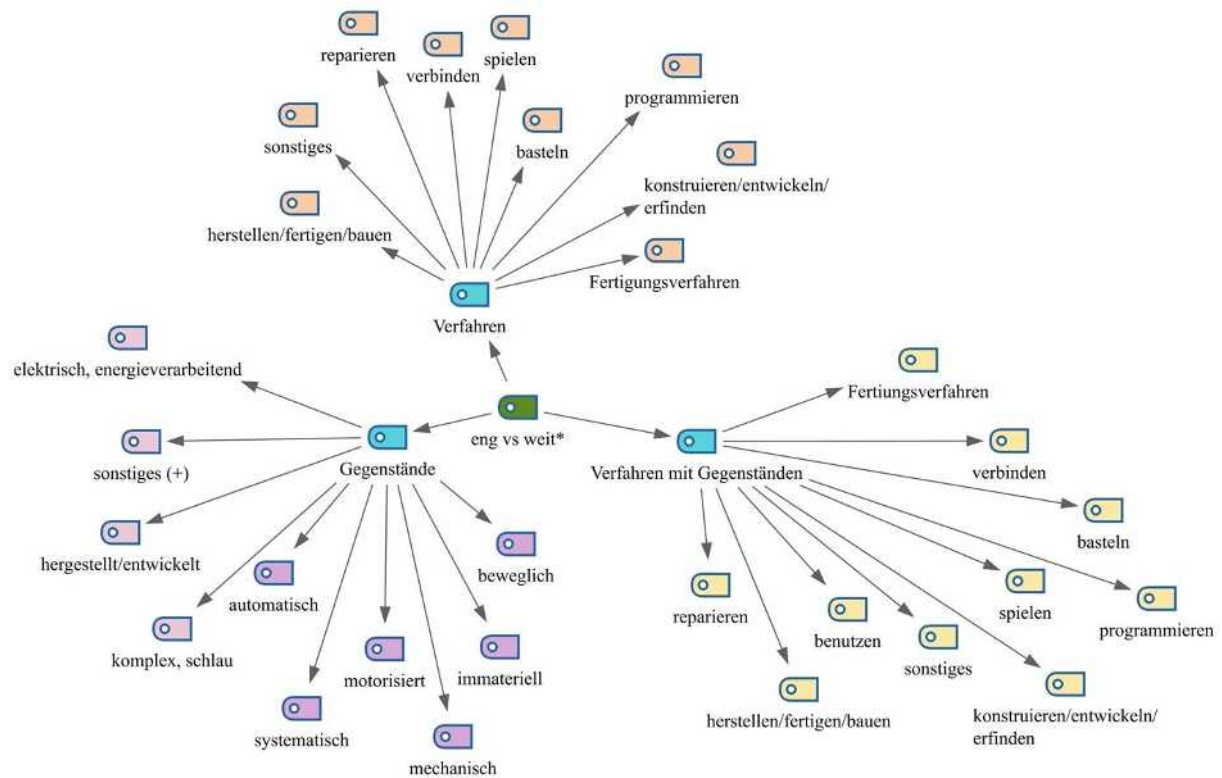 reparieren
verbinden
spielen
programmieren
sonstiges
basteln
konstruieren/entwickeln/
erfinden
herstellen/fertigen/bauen
Fertigungsverfahren
Verfahren
elektrisch, energieverarbeitend
eng vs weit*
sonstiges (+)
Gegenstände
hergestellt/entwickelt
automatisch
beweglich
komplex, schlau
motorisiert
immateriell
systematisch
mechanisch
Fertiungsverfahren
Verfahren mit Gegenständen
verbinden
basteln
reparieren
benutzen
spielen
programmieren
sonstiges
herstellen/fertigen/bauen
konstruieren/entwickeln/
erfinden